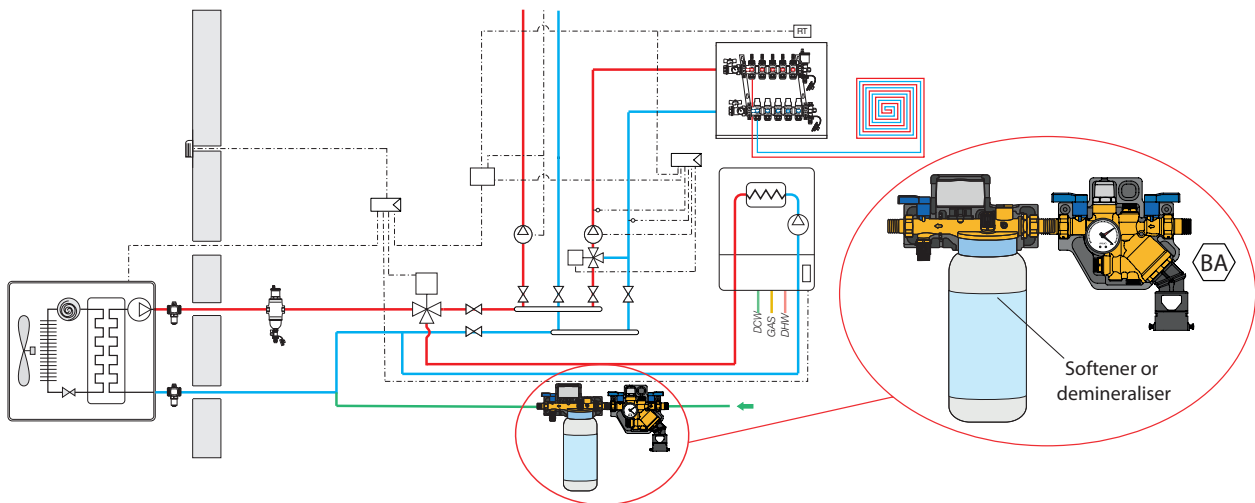 RT
DCW
GAS
DHW
BA
Softener or
demineraliser